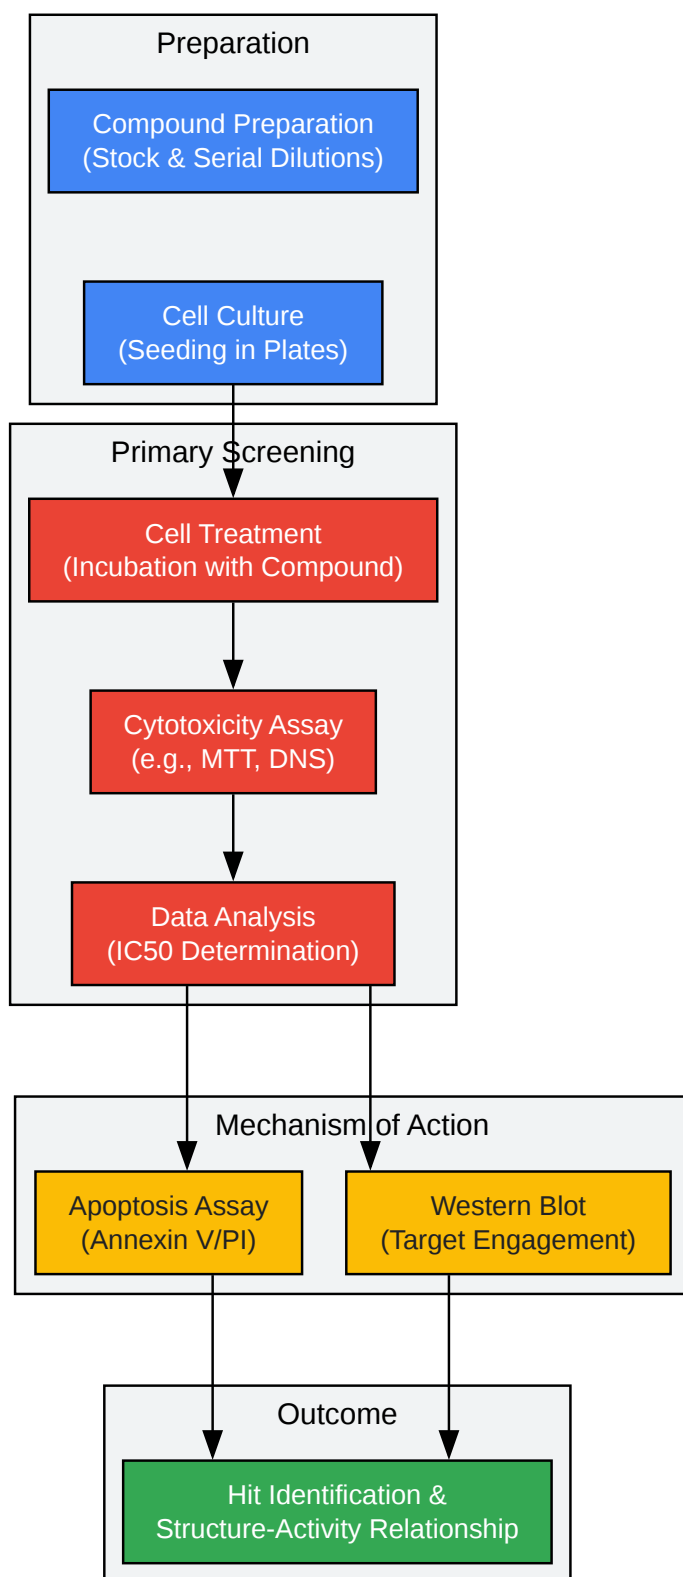 Preparation
Compound Preparation
(Stock & Serial Dilutions)
Cell Culture
(Seeding in Plates)
Primary Screening
Cell Treatment
(Incubation with Compound)
Cytotoxicity Assay
(e.g., MTT, DNS)
Data Analysis
(IC50 Determination)
Mechanism of Action
Apoptosis Assay
(Annexin V/PI)
Western Blot
(Target Engagement)
Outcome
Hit Identification &
Structure-Activity Relationship